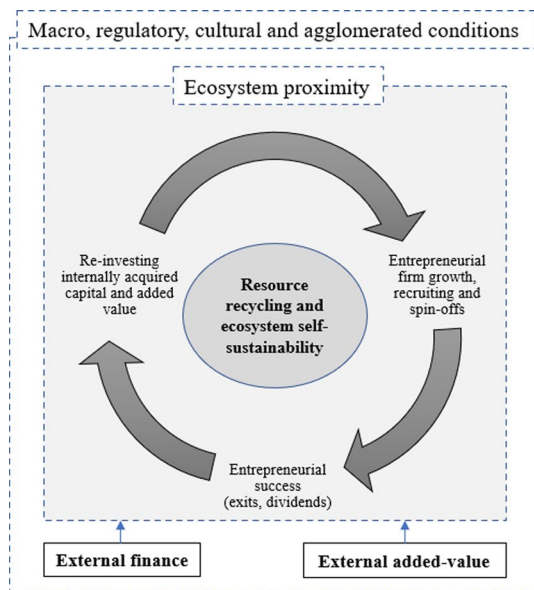 Macro, regulatory, cultural and agglomerated conditions
Ecosystem proximity
Re-investing
internally acquired
capital and added
value
Entrepreneurial
firm growth,
recruiting and
spin-offs
Resource
recycling and
ecosystem self-
sustainability
Entrepreneurial
success
(exits, dividends)
External finance
External added-value